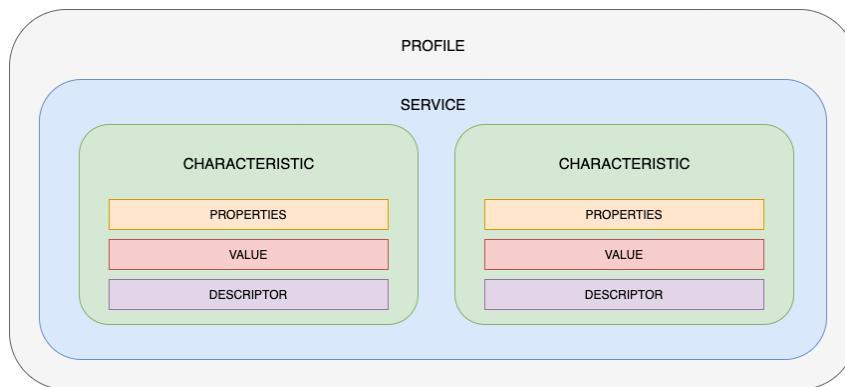 PROFILE
SERVICE
CHARACTERISTIC
PROPERTIES
VALUE
DESCRIPTOR
CHARACTERISTIC
PROPERTIES
VALUE
DESCRIPTOR